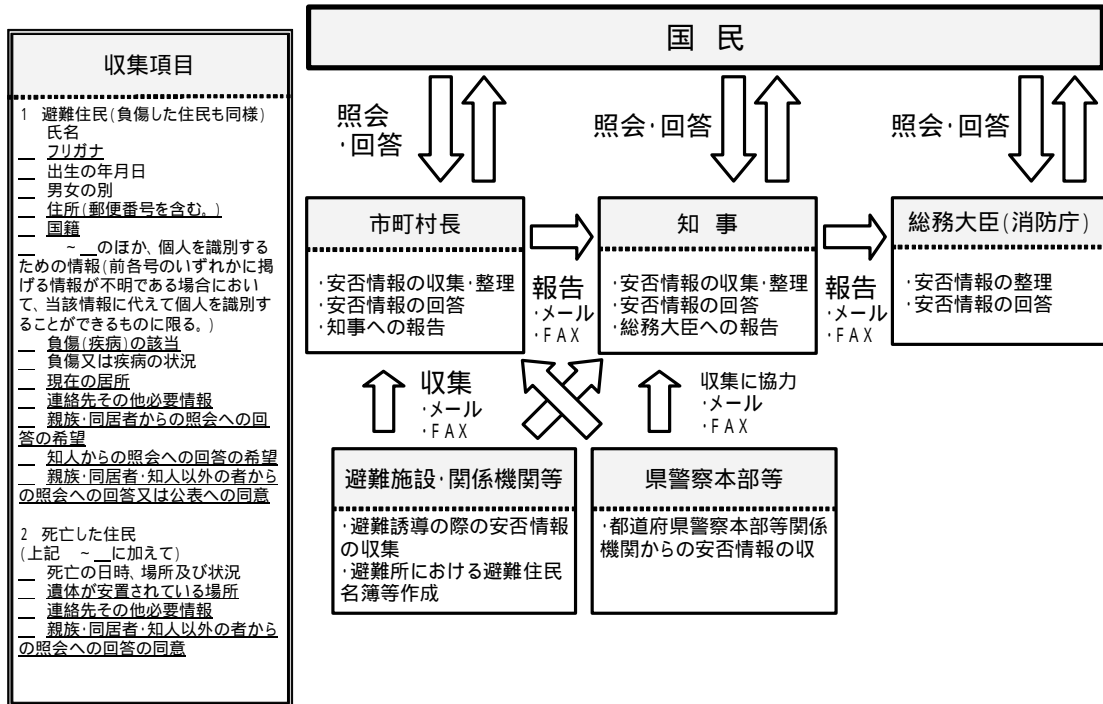 収集項目
1 避難住民(負傷した住民も同様)
氏名
フリガナ
出生の年月日
男女の別
住所(郵便番号を含む。)
国籍
～ のほか、個人を識別する
ための情報(前各号のいずれかに掲
げる情報が不明である場合におい
て、当該情報に代えて個人を識別す
ることができるものに限る。)
負傷(疾病)の該当
負傷又は疾病の状況
現在の居所
連絡先その他必要情報
親族・同居者からの照会への回
答の希望
知人からの照会への回答の希望
親族・同居者・知人以外の者から
の照会への回答又は公表への同意
2 死亡した住民
(上記 ～ に加えて)
死亡の日時、場所及び状況
遺体が安置されている場所
連絡先その他必要情報
親族・同居者・知人以外の者から
の照会への回答の同意
国 民
照会
・回答
照会・回答
照会・回答
市町村長
・安否情報の収集・整理
・安否情報の回答
・知事への報告
報告
・メール
・FAX
知 事
・安否情報の収集・整理
・安否情報の回答
・総務大臣への報告
報告
・メール
・FAX
総務大臣(消防庁)
・安否情報の整理
・安否情報の回答
収集
・メール
・FAX
収集に協力
・メール
・FAX
避難施設・関係機関等
・避難誘導の際の安否情報
の収集
・避難所における避難住民
名簿等作成
県警察本部等
・都道府県警察本部等関係
機関からの安否情報の収